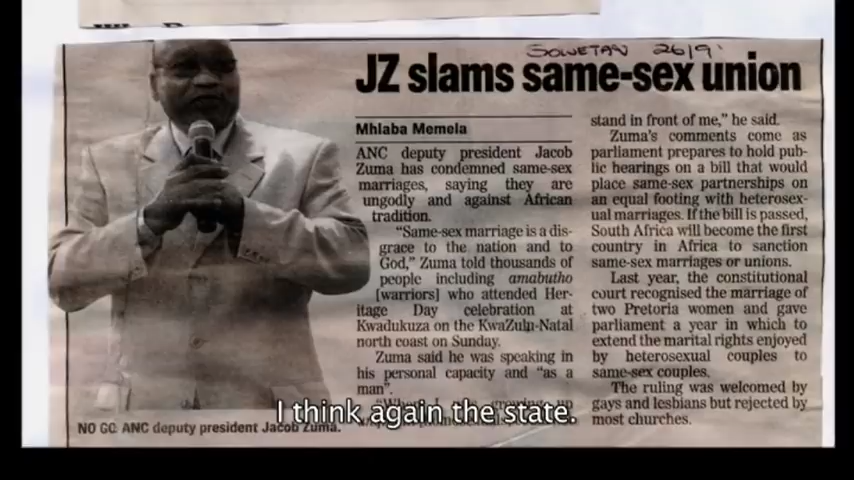 SOWETAN 26/9
JZ slams same-sex union
Mhlaba Memela
ANC deputy president Jacob
Zuma has condemned same-sex
marriages, saying they are
ungodly and against African
tradition.
"Same-sex marriage is a dis-
grace to the nation and to
God," Zuma told thousands of
people including amabutho
[warriors] who attended Her-
itage Day celebration at
Kwadukuza on the KwaZulu-Natal
north coast on Sunday.
Zuma said he was speaking in
his personal capacity and "as a
man".
stand in front of me," he said.
Zuma's comments come as
parliament prepares to hold pub-
lic hearings on a bill that would
place same-sex partnerships on
an equal footing with heterosex-
ual marriages. If the bill is passed,
South Africa will become the first
country in Africa to sanction
same-sex marriages or unions.
Last year, the constitutional
court recognised the marriage of
two Pretoria women and gave
parliament a year in which to
extend the marital rights enjoyed
by heterosexual couples to
same-sex couples.
The ruling was welcomed by
gays and lesbians but rejected by
most churches.
NO GO: ANC deputy president Jacob Zuma.
I think again the state.